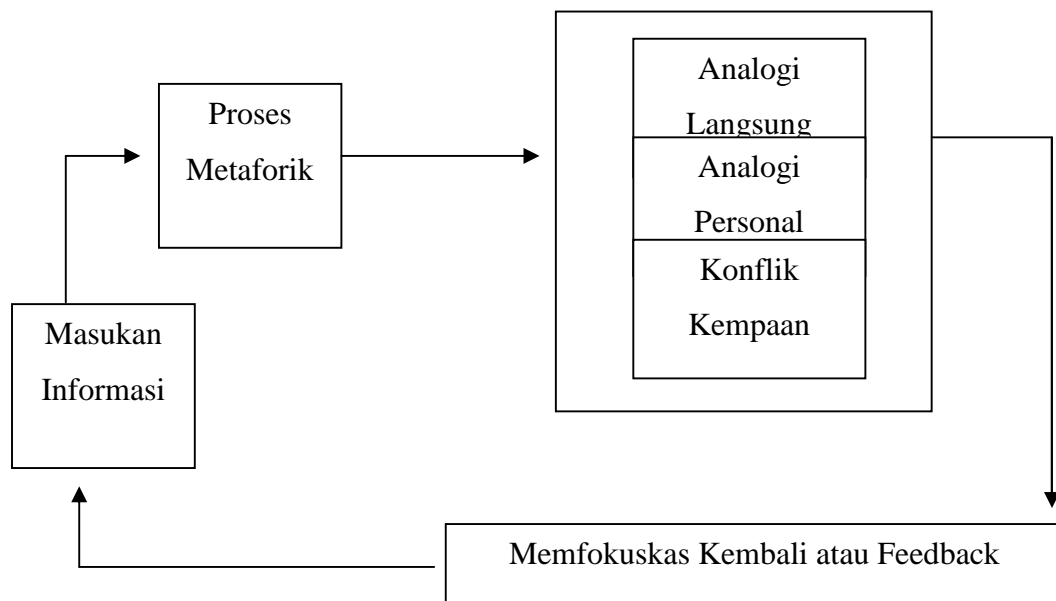 Analogi
Langsung
Analogi
Personal
Konflik
Kempaan
Proses
Metaforik
Masukan
Informasi
Memfokuskas Kembali atau Feedback